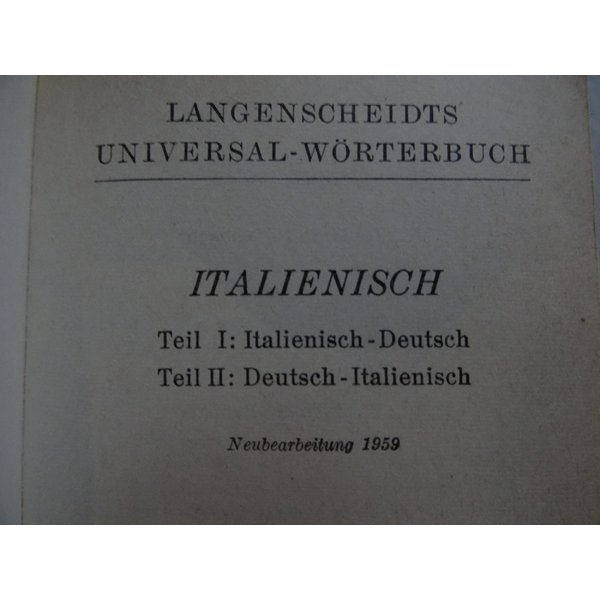 LANGENSCHEIDTS
UNIVERSAL-WÖRTERBUCH
ITALIENISCH
Teil I: Italienisch-Deutsch
Teil II: Deutsch-Italienisch
Neubearbeitung 1959